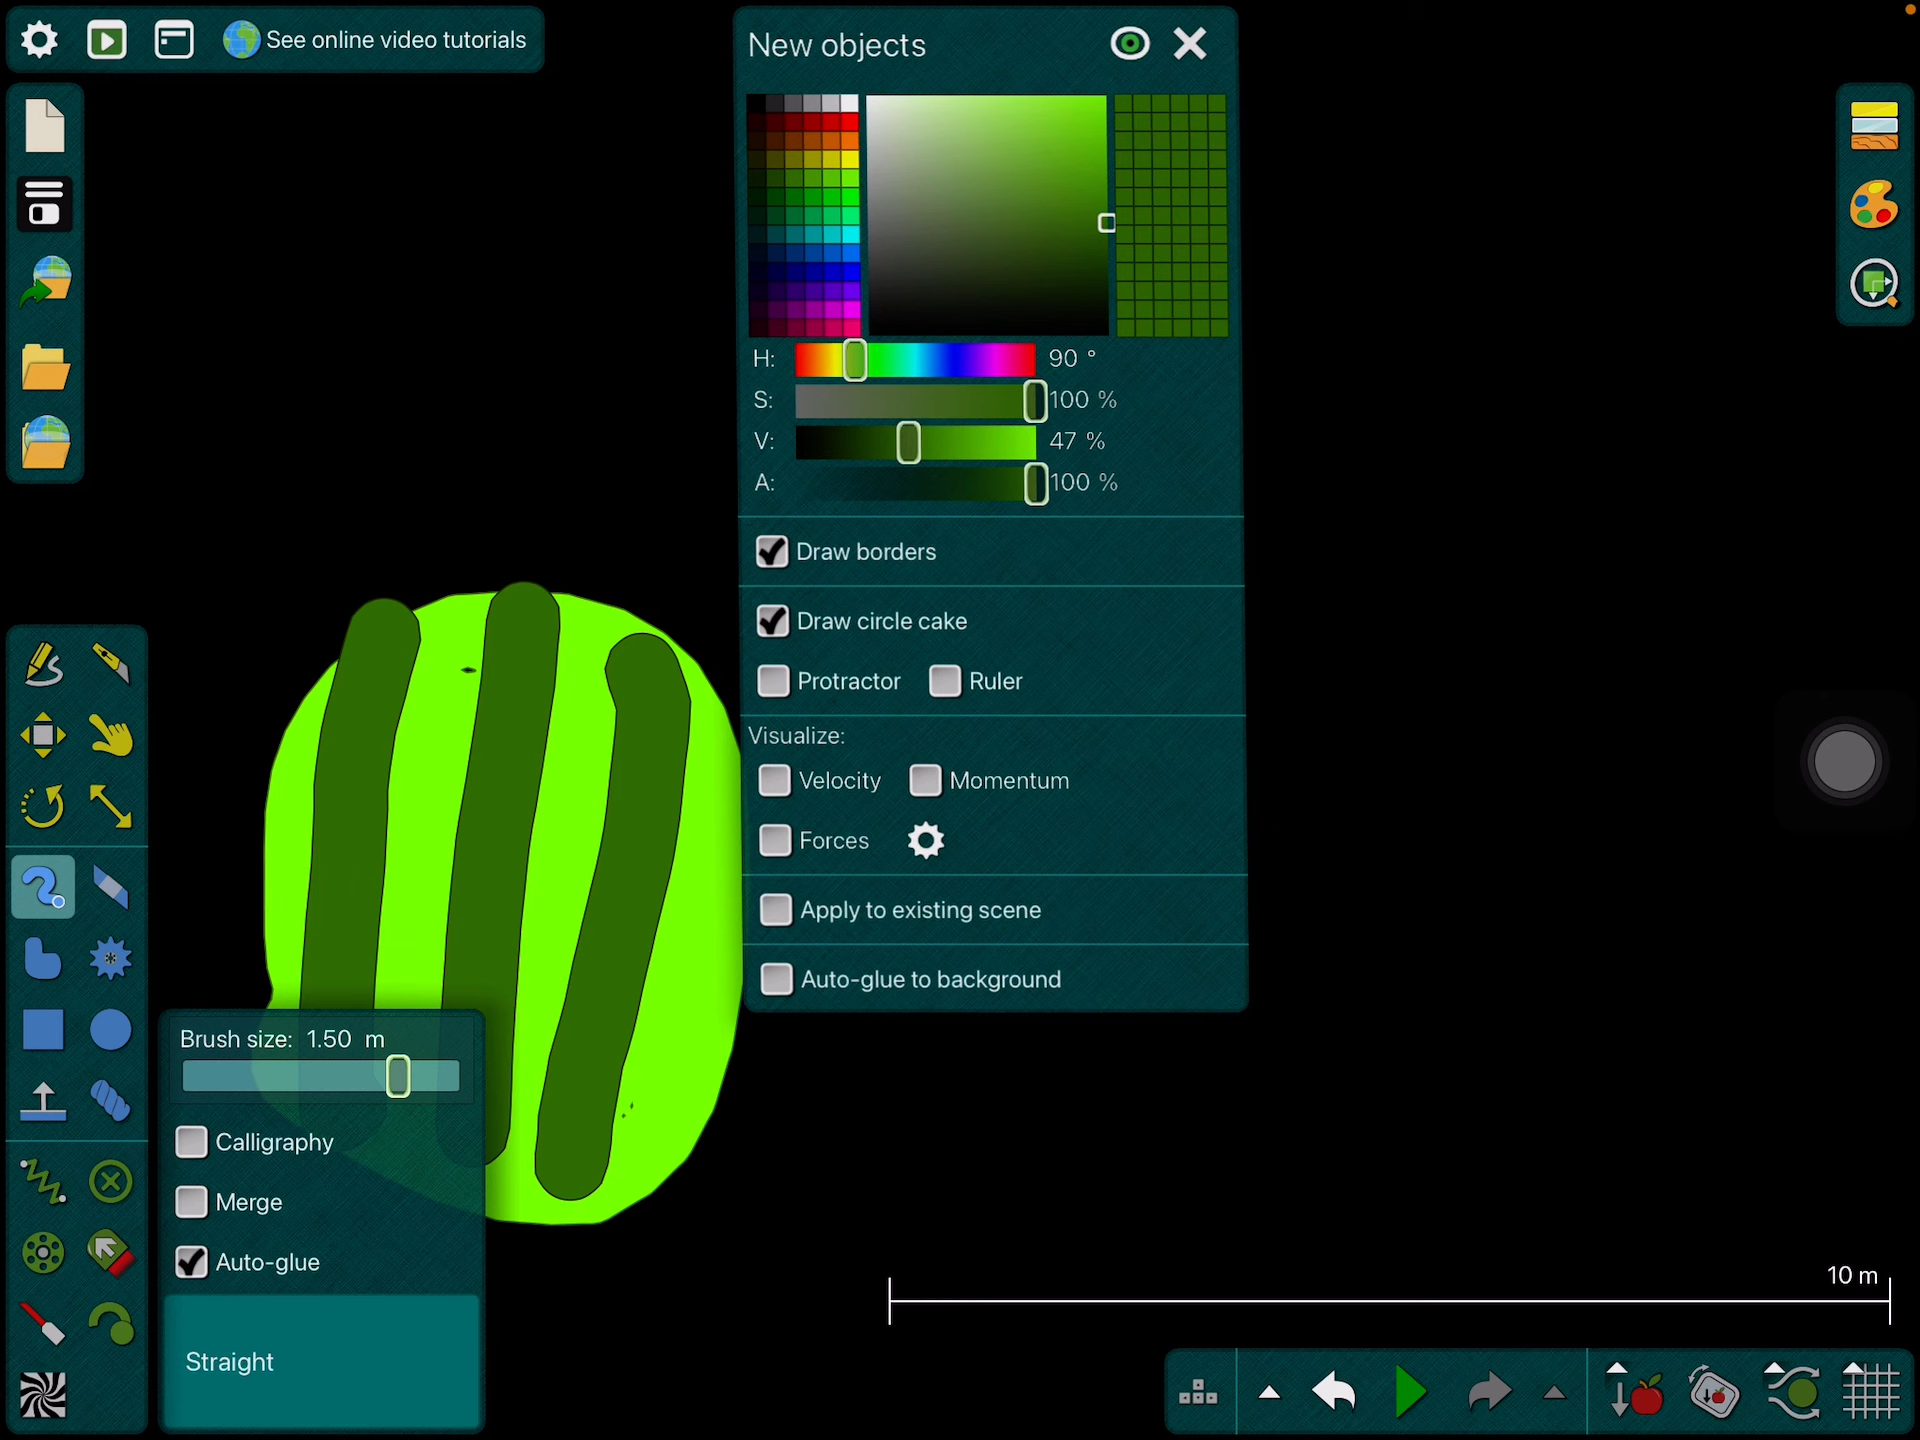 See online video tutorials
New objects
H: 90 °
S: 100 %
V: 47 %
A: 100 %
Draw borders
Draw circle cake
Protractor Ruler
Visualize:
Velocity Momentum
Forces
Apply to existing scene
Auto-glue to background
Brush size: 1.50 m
Calligraphy
Merge
Auto-glue
Straight
10 m